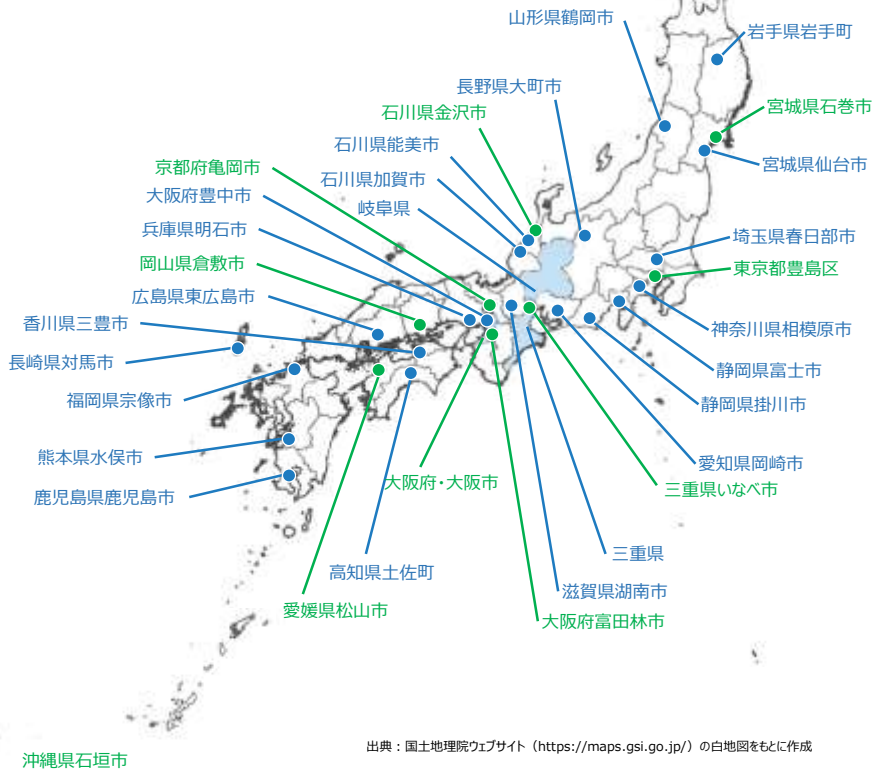 山形県鶴岡市
岩手県岩手町
長野県大町市
石川県金沢市
宮城県石巻市
石川県能美市
京都府亀岡市
宮城県仙台市
石川県加賀市
大阪府豊中市
岐阜県
兵庫県明石市
埼玉県春日部市
岡山県倉敷市
東京都豊島区
広島県東広島市
香川県三豊市
神奈川県相模原市
長崎県対馬市
静岡県富士市
福岡県宗像市
静岡県掛川市
熊本県水俣市
愛知県岡崎市
大阪府・大阪市
三重県いなべ市
鹿児島県鹿児島市
三重県
高知県土佐町
滋賀県湖南市
愛媛県松山市
大阪府富田林市
出典：国土地理院ウェブサイト（https://maps.gsi.go.jp/）の白地図をもとに作成
沖縄県石垣市